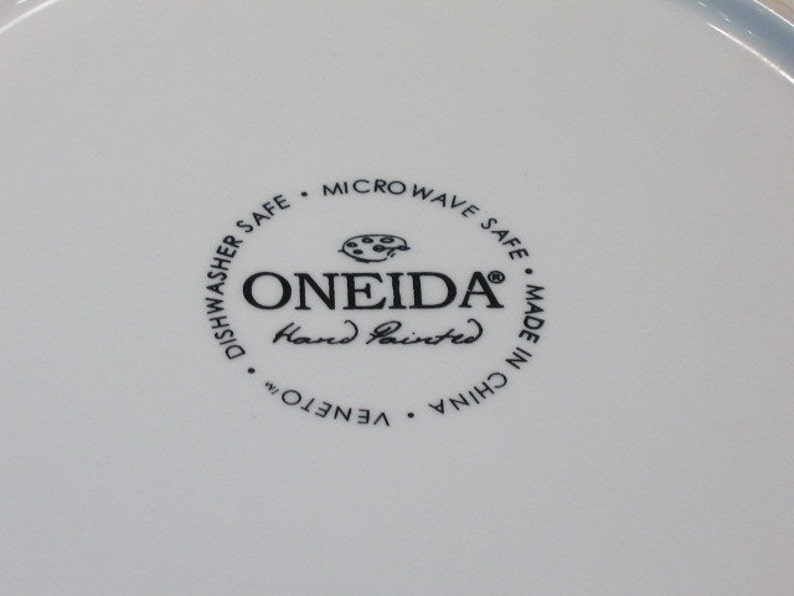 DISHWASHER SAFE • MICROWAVE SAFE • MADE IN CHINA • VENETO™ •
ONEIDA®
Hand Painted